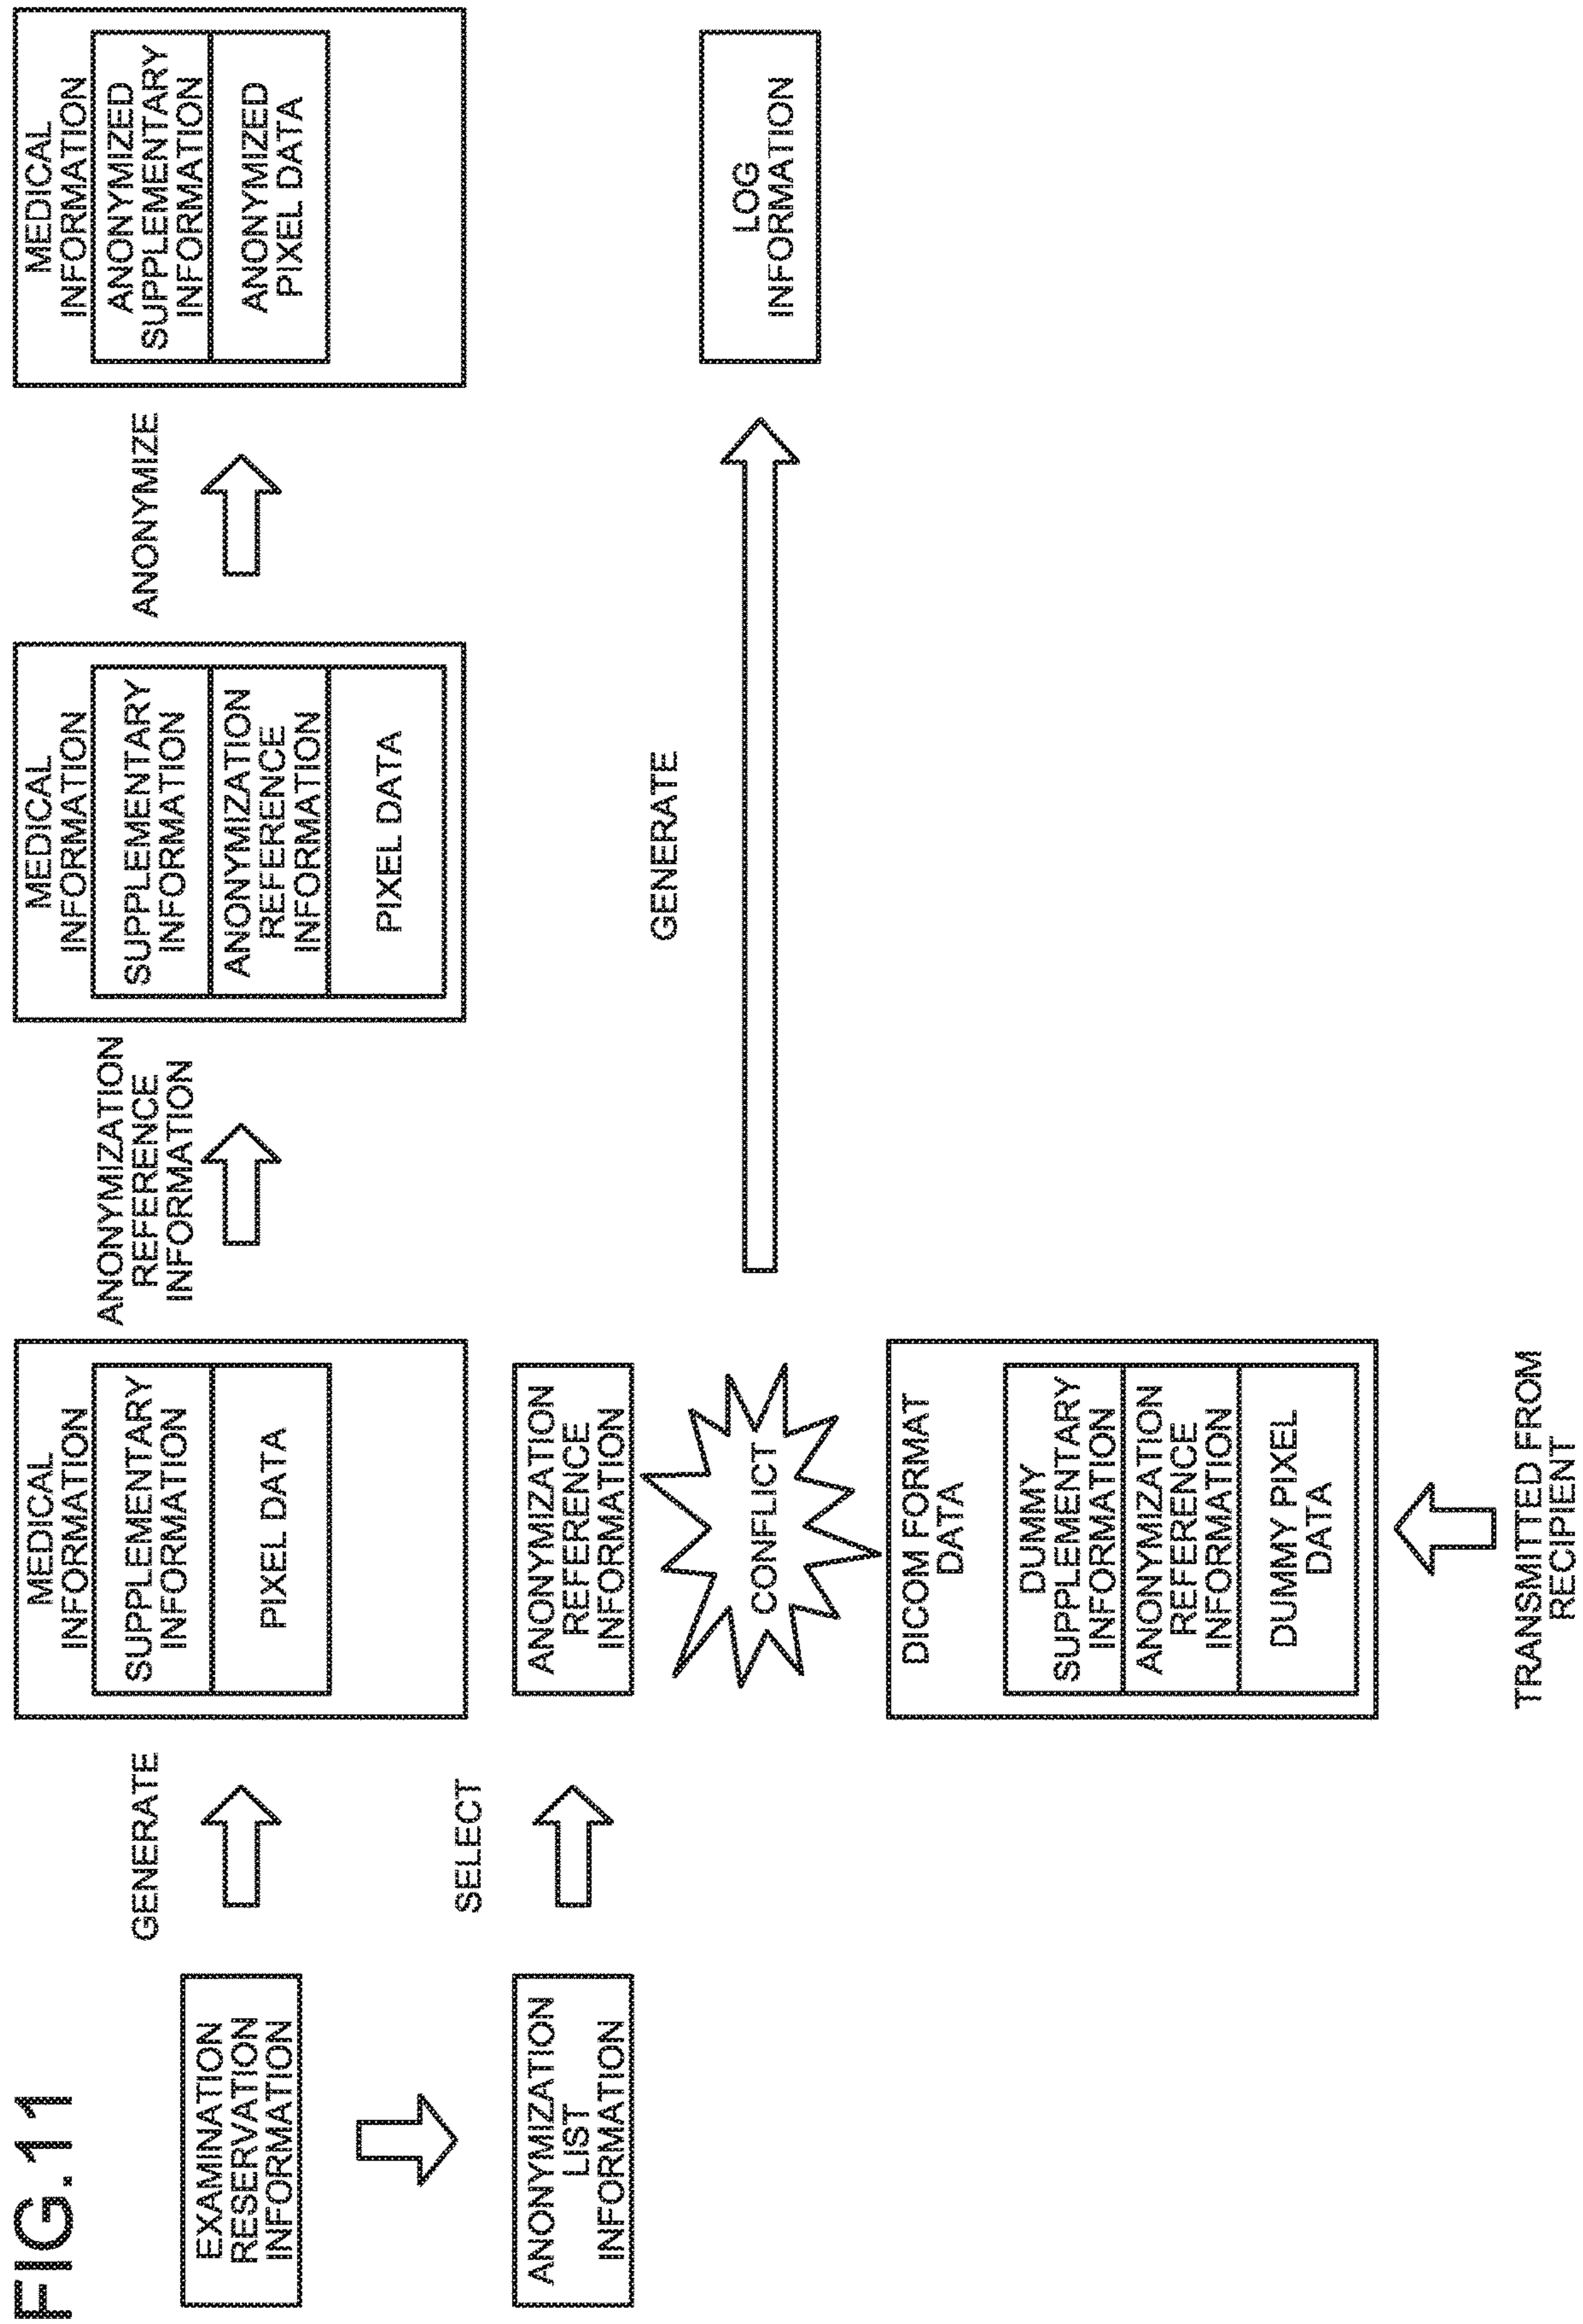 FIG.11
EXAMINATION
RESERVATION
INFORMATION
ANONYMIZATION
LIST
INFORMATION
GENERATE
SELECT
MEDICAL
INFORMATION
SUPPLEMENTARY
INFORMATION
PIXEL DATA
ANONYMIZATION
REFERENCE
INFORMATION
CONFLICT
DICOM FORMAT
DATA
DUMMY
SUPPLEMENTARY
INFORMATION
ANONYMIZATION
REFERENCE
INFORMATION
DUMMY PIXEL
DATA
TRANSMITTED FROM
RECIPIENT
ANONYMIZATION
REFERENCE
INFORMATION
MEDICAL
INFORMATION
SUPPLEMENTARY
INFORMATION
ANONYMIZATION
REFERENCE
INFORMATION
PIXEL DATA
GENERATE
ANONYMIZE
MEDICAL
INFORMATION
ANONYMIZED
SUPPLEMENTARY
INFORMATION
ANONYMIZED
PIXEL DATA
LOG
INFORMATION